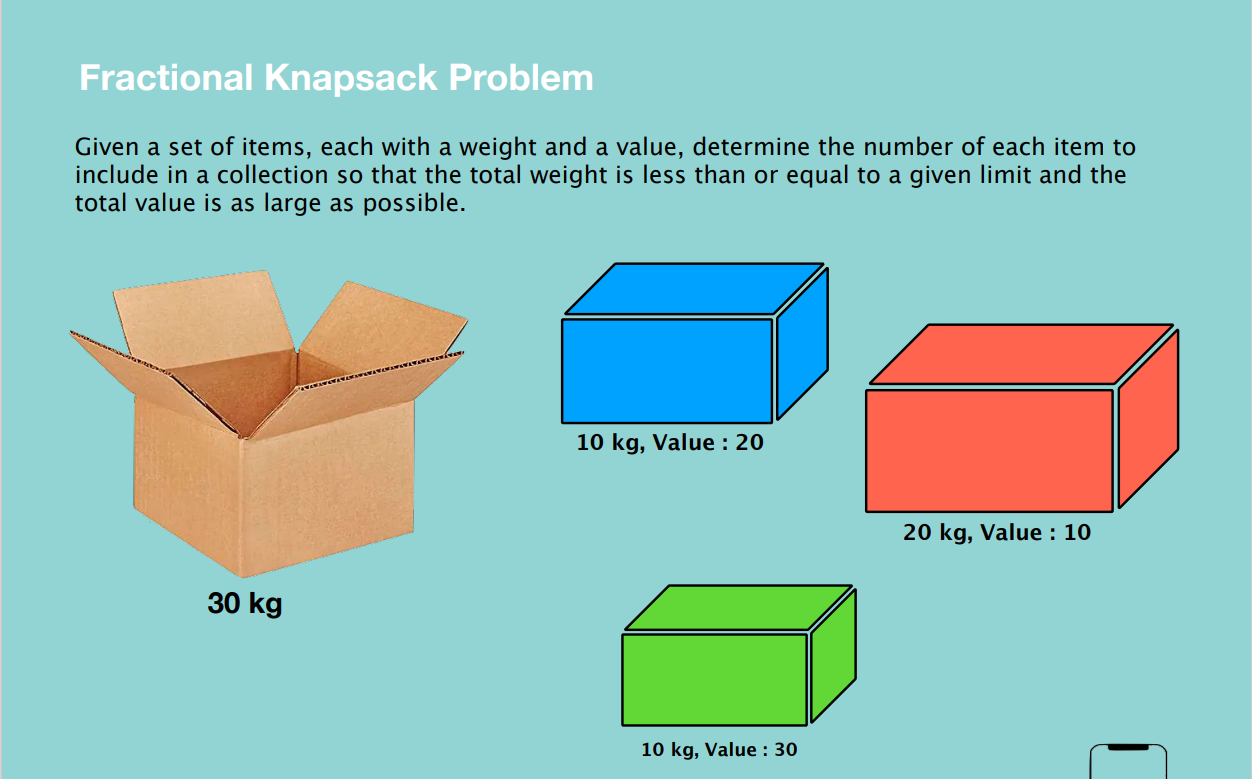 Fractional Knapsack Problem
Given a set of items, each with a weight and a value, determine the number of each item to
include in a collection so that the total weight is less than or equal to a given limit and the
total value is as large as possible.
10 kg, Value : 20
20 kg, Value : 10
30 kg
10 kg, Value : 30